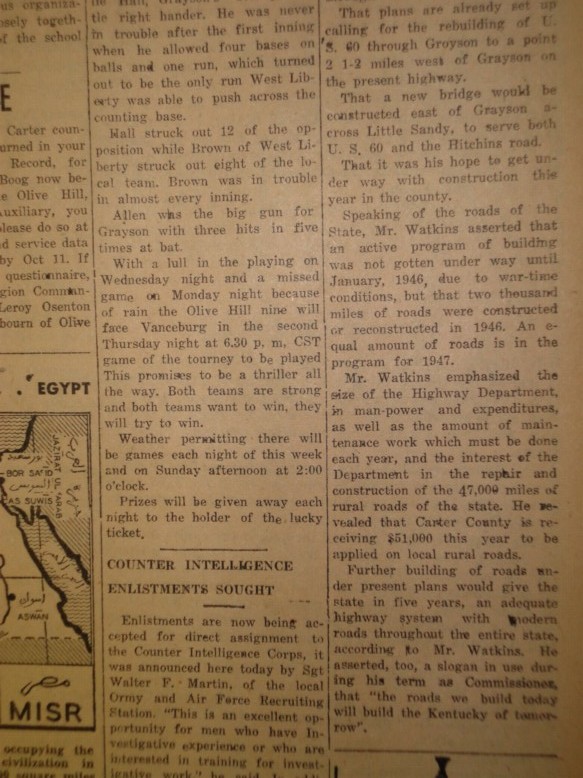 us organiza-
osely togeth-
of the school
E
Carter coun-
urned in your
Record, for
Boog now be-
e Olive Hill,
Auxiliary, you
please do so at
nd service data
by Oct 11. If
questionnaire,
gion Comman-
Leroy Osenton
bourn of Olive
EGYPT
BOR SA'ID
AS SUWIS
ASWAN
أسوان
مصر
MISR
occupying the
civilization in
square miles
tle right hander. He was never
in trouble after the first inning
when he allowed four bases on
balls and one run, which turned
out to be the only run West Lib-
erty was able to push across the
counting base.
Hall struck out 12 of the op-
position while Brown of West Li-
berty struck out eight of the lo-
cal team. Brown was in trouble
in almost every inning.
Allen was the big gun for
Grayson with three hits in five
times at bat.
With a lull in the playing on
Wednesday night and a missed
game on Monday night because
of rain the Olive Hill nine will
face Vanceburg in the second
Thursday night at 6.30 p. m, CST
game of the tourney to be played
This promises to be a thriller all
the way. Both teams are strong
and both teams want to win, they
will try to win.
Weather permitting there will
be games each night of this week
and on Sunday afternoon at 2:00
o'clock.
Prizes will be given away each
night to the holder of the lucky
ticket.
COUNTER INTELLIGENCE
ENLISTMENTS SOUGHT
Enlistments are now being ac-
cepted for direct assignment to
the Counter Intelligence Corps, it
was announced here today by Sgt
Walter F. Martin, of the local
Ormy and Air Ferce Recruiting
Station. "This is an excellent op-
portunity for men who have In-
vestigative experience or who are
interested in training for invest-
igative work," he said.
That plans are already set up
calling for the rebuilding of U.
S. 60 through Groyson to a point
2 1-2 miles west of Grayson on
the present highway.
That a new bridge would be
constructed east of Grayson a-
cross Little Sandy, to serve both
U. S. 60 and the Hitchins road.
That it was his hope to get un-
der way with construction this
year in the county.
Speaking of the roads of the
State, Mr. Watkins asserted that
an active program of building
was not gotten under way until
January, 1946, due to war-time
conditions, but that two thousand
miles of roads were constructed
or reconstructed in 1946. An e-
qual amount of roads is in the
program for 1947.
Mr. Watkins emphasized the
size of the Highway Department,
in man-power and expenditures,
as well as the amount of main-
tenance work which must be done
each year, and the interest of the
Department in the repair and
construction of the 47,000 miles of
rural roads of the state. He re-
vealed that Carter County is re-
ceiving $51,000 this year to be
applied on local rural roads.
Further building of roads un-
der present plans would give the
state in five years, an adequate
highway system with modern
roads throughout the entire state,
according to Mr. Watkins. He
asserted, too, a slogan in use dur-
ing his term as Commissioner,
that "the roads we build today
will build the Kentucky of tomor-
row".